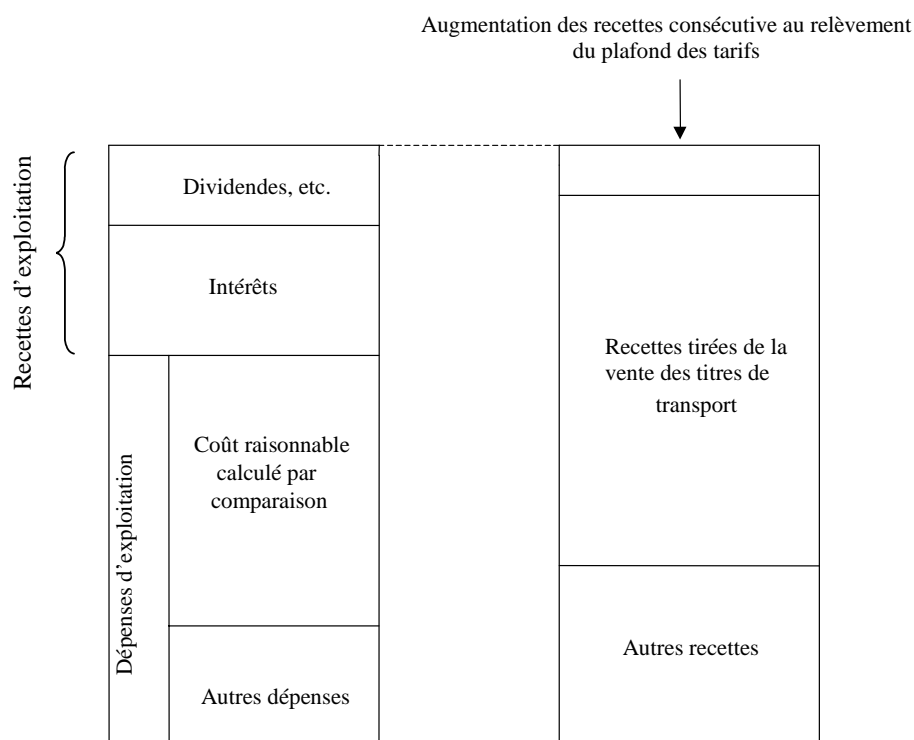 Augmentation des recettes consécutive au relèvement
du plafond des tarifs
Recettes d'exploitation
Dividendes, etc.
Intérêts
Dépenses d'exploitation
Coût raisonnable
calculé par
comparaison
Autres dépenses
Recettes tirées de la
vente des titres de
transport
Autres recettes